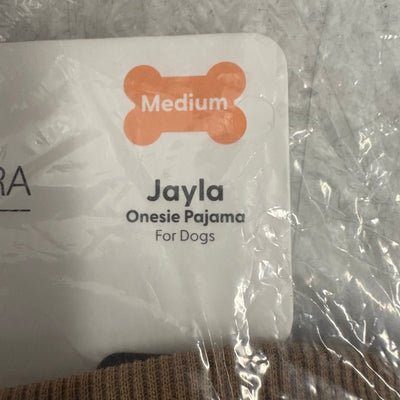 Medium
RA
Jayla
Onesie Pajama
For Dogs